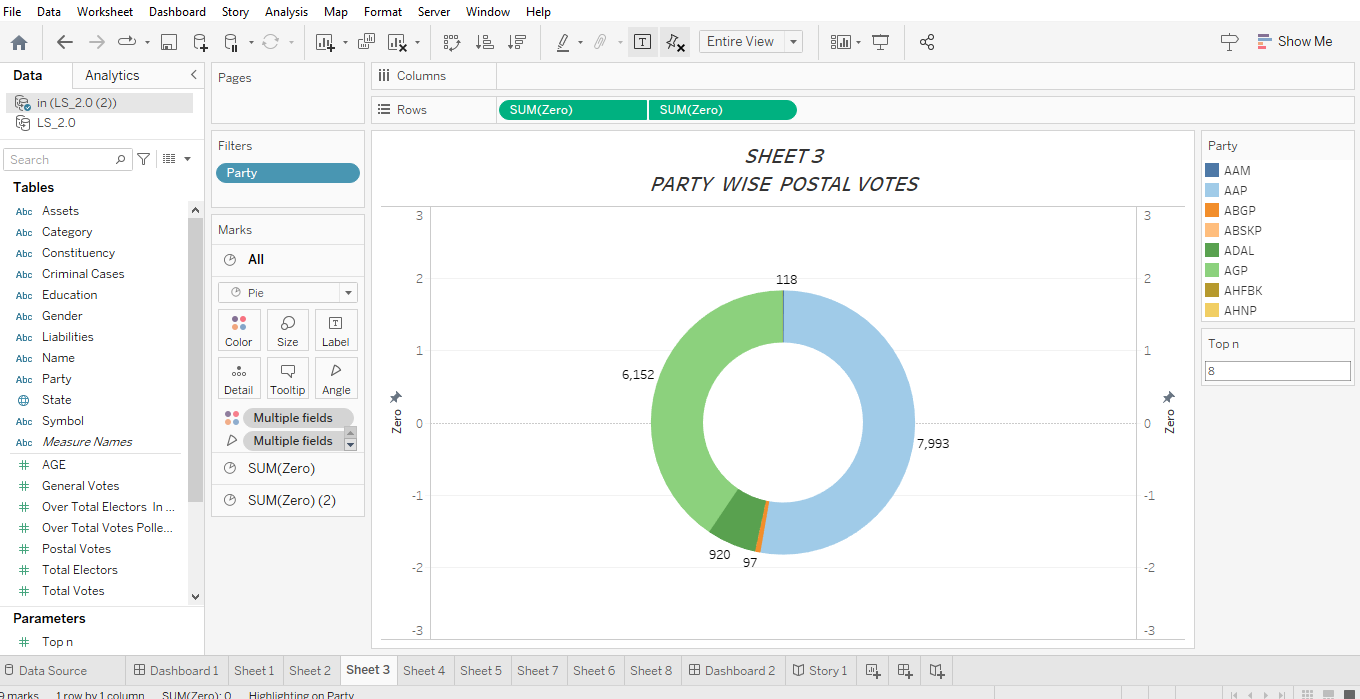 File Data Worksheet Dashboard Story Analysis Map Format Server Window Help
Entire View
Show Me
Data Analytics
in (LS_2.0 (2))
LS_2.0
Search
Tables
Abc Assets
Abc Category
Abc Constituency
Abc Criminal Cases
Abc Education
Abc Gender
Abc Liabilities
Abc Name
Abc Party
State
Abc Symbol
Abc Measure Names
AGE
General Votes
Over Total Electors In ...
Over Total Votes Polle...
Postal Votes
Total Electors
Total Votes
Parameters
Top n
Pages
Filters
Party
Marks
All
Pie
Color Size Label
Detail Tooltip Angle
Multiple fields
Multiple fields
SUM(Zero)
SUM(Zero) (2)
Columns
Rows SUM(Zero) SUM(Zero)
SHEET 3
PARTY WISE POSTAL VOTES
3
2
1
0
-1
-2
-3
Zero
118
6,152
7,993
920
97
3
2
1
0
-1
-2
-3
Zero
Party
AAM
AAP
ABGP
ABSKP
ADAL
AGP
AHFBK
AHNP
Top n
8
Data Source Dashboard 1 Sheet 1 Sheet 2 Sheet 3 Sheet 4 Sheet 5 Sheet 7 Sheet 6 Sheet 8 Dashboard 2 Story 1
9 marks 1 row by 1 column SUM(Zero): 0 Highlighting on Party